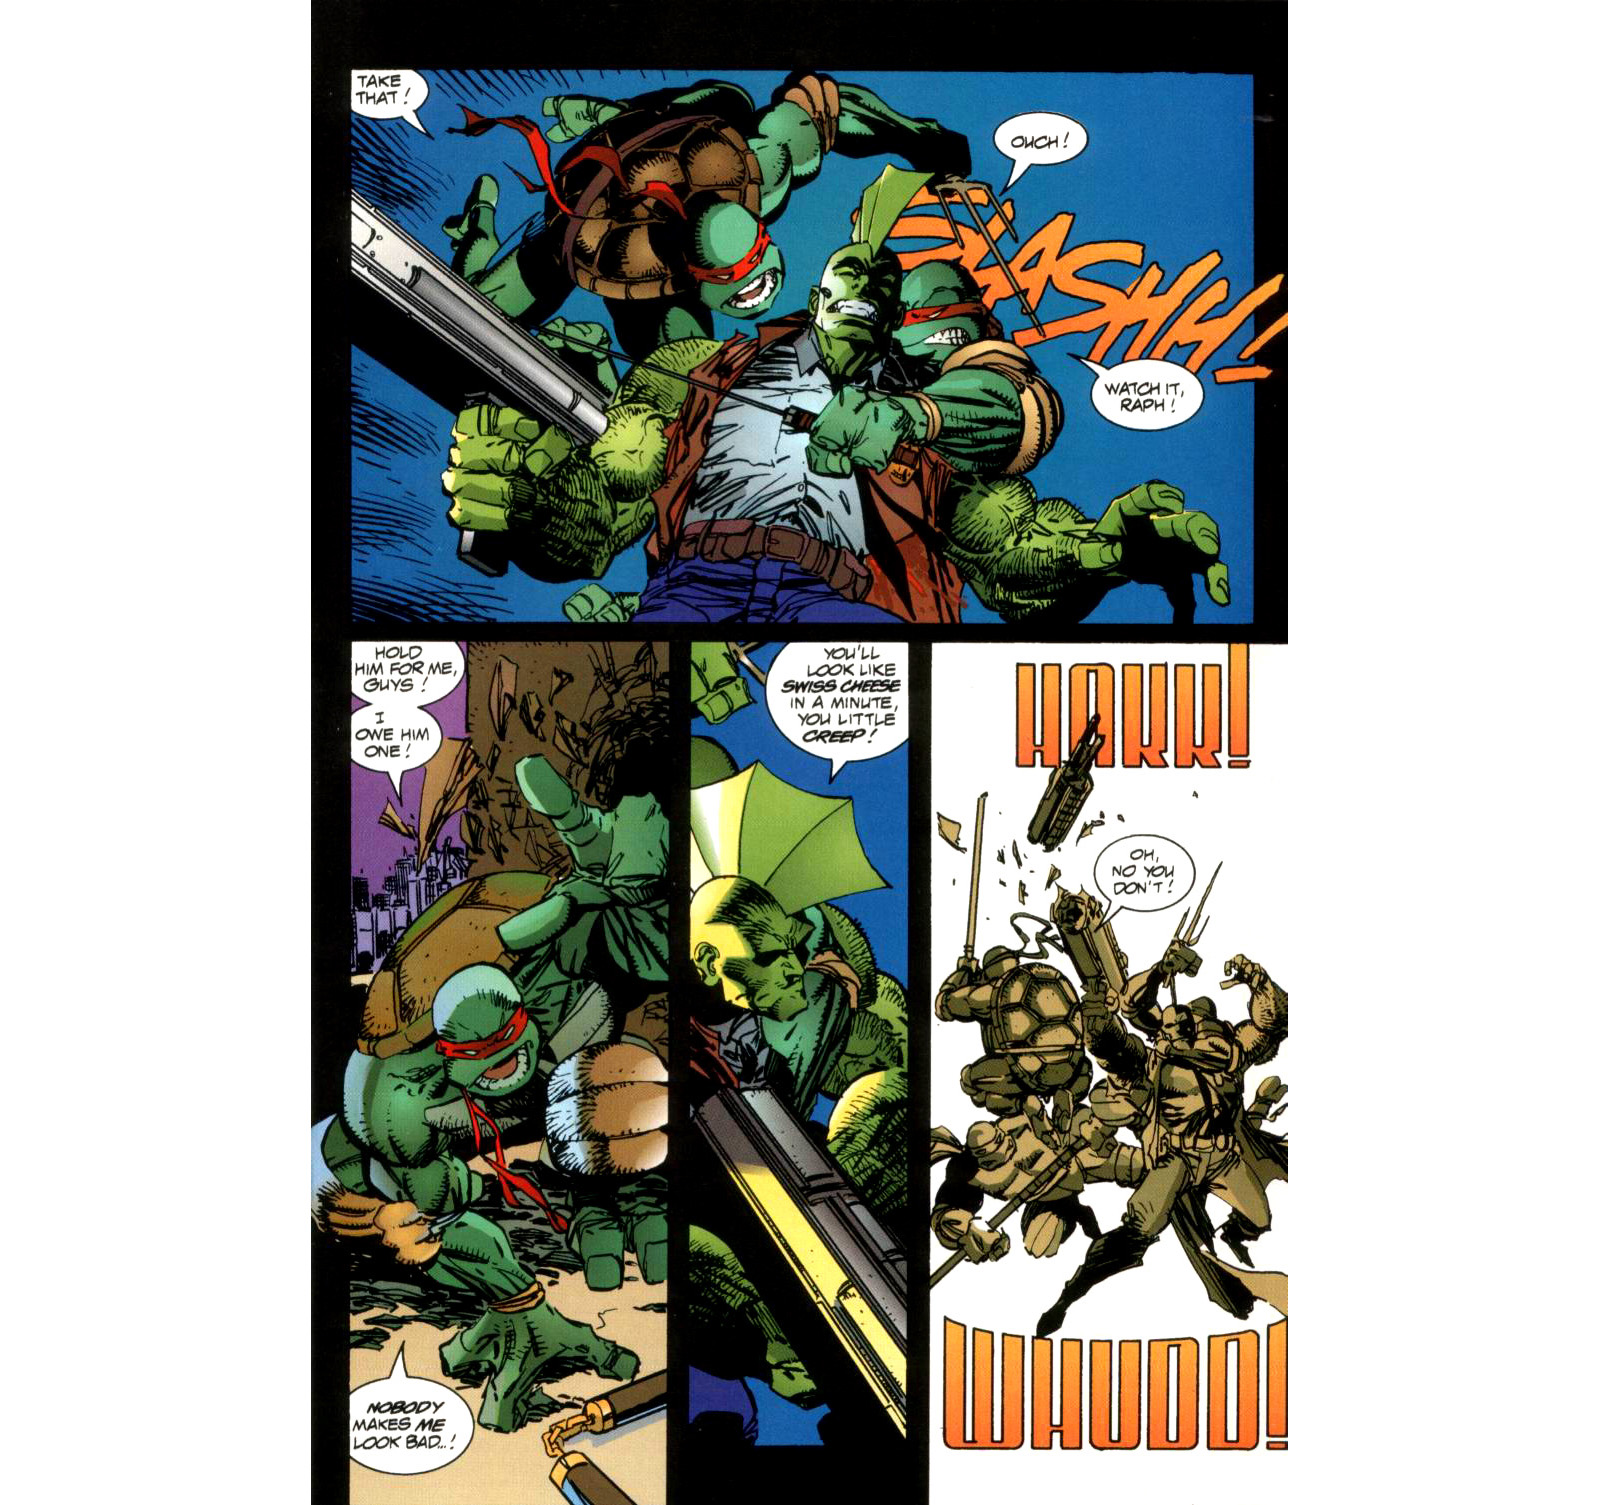 TAKE
THAT!
OUCH!
SLASHH!
WATCH IT,
RAPH!
HOLD
HIM FOR ME,
GUYS!
I
OWE HIM
ONE!
NOBODY
MAKES ME
LOOK BAD...!
YOU'LL
LOOK LIKE
SWISS CHEESE
IN A MINUTE,
YOU LITTLE
CREEP!
HARK!
OH,
NO YOU
DON'T!
WHUDD!